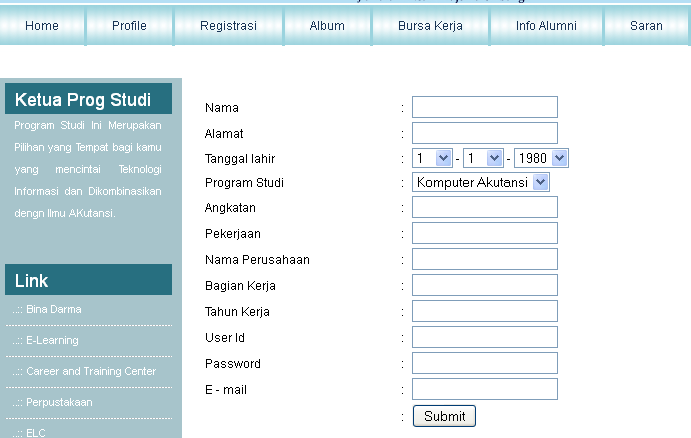 Home Profile Registrasi Album Bursa Kerja Info Alumni Saran
Ketua Prog Studi
Program Studi Ini Merupakan
Pilihan yang Tempat bagi kamu
yang mencintai Teknologi
Informasi dan Dikombinasikan
dengn Ilmu AKutansi.
Link
..:: Bina Darma
..:: E-Learning
..:: Career and Training Center
..:: Perpustakaan
..:: ELC
Nama :
Alamat :
Tanggal lahir : 1 - 1 - 1980
Program Studi : Komputer Akutansi
Angkatan :
Pekerjaan :
Nama Perusahaan :
Bagian Kerja :
Tahun Kerja :
User Id :
Password :
E - mail :
: Submit